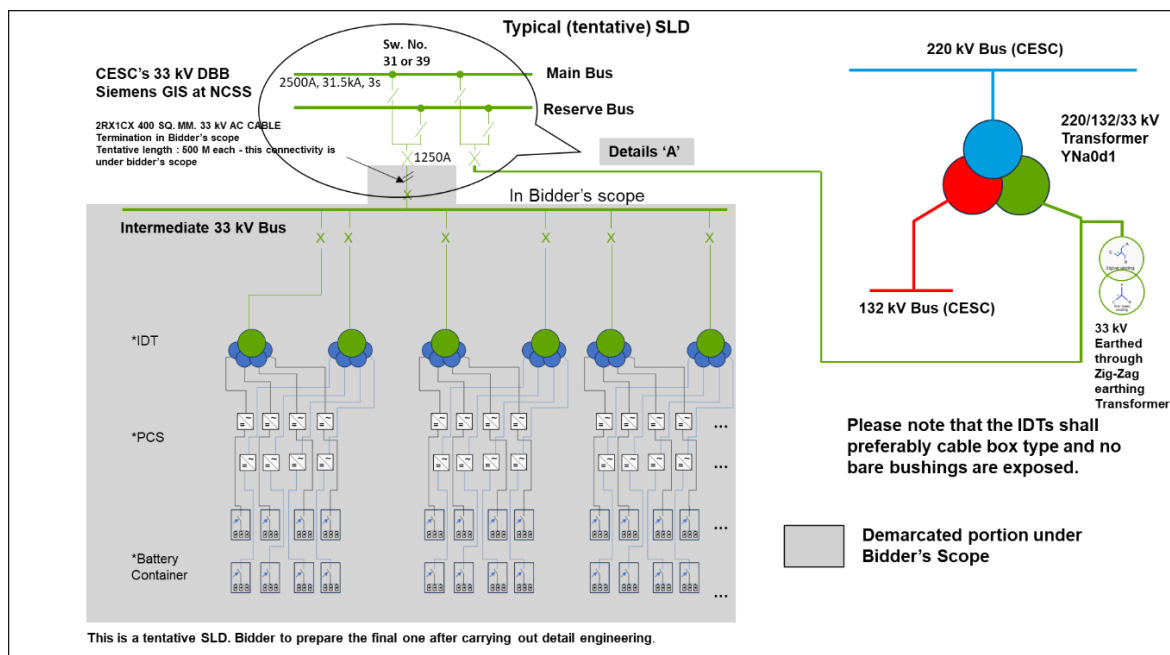 Typical (tentative) SLD
Sw. No.
31 or 39
CESC's 33 kV DBB
Siemens GIS at NCSS
2500A, 31.5kA, 3s
Main Bus
Reserve Bus
2RX1CX 400 SQ. MM. 33 kV AC CABLE
Termination in Bidder's scope
Tentative length : 500 M each - this connectivity is
under bidder's scope
1250A
Details 'A'
In Bidder's scope
Intermediate 33 kV Bus
*IDT
*PCS
...
...
...
*Battery
Container
...
This is a tentative SLD. Bidder to prepare the final one after carrying out detail engineering.
220 kV Bus (CESC)
220/132/33 kV
Transformer
YNa0d1
132 kV Bus (CESC)
33 kV
Earthed
through
Zig-Zag
earthing
Transformer
Please note that the IDTs shall
preferably cable box type and no
bare bushings are exposed.
Demarcated portion under
Bidder's Scope